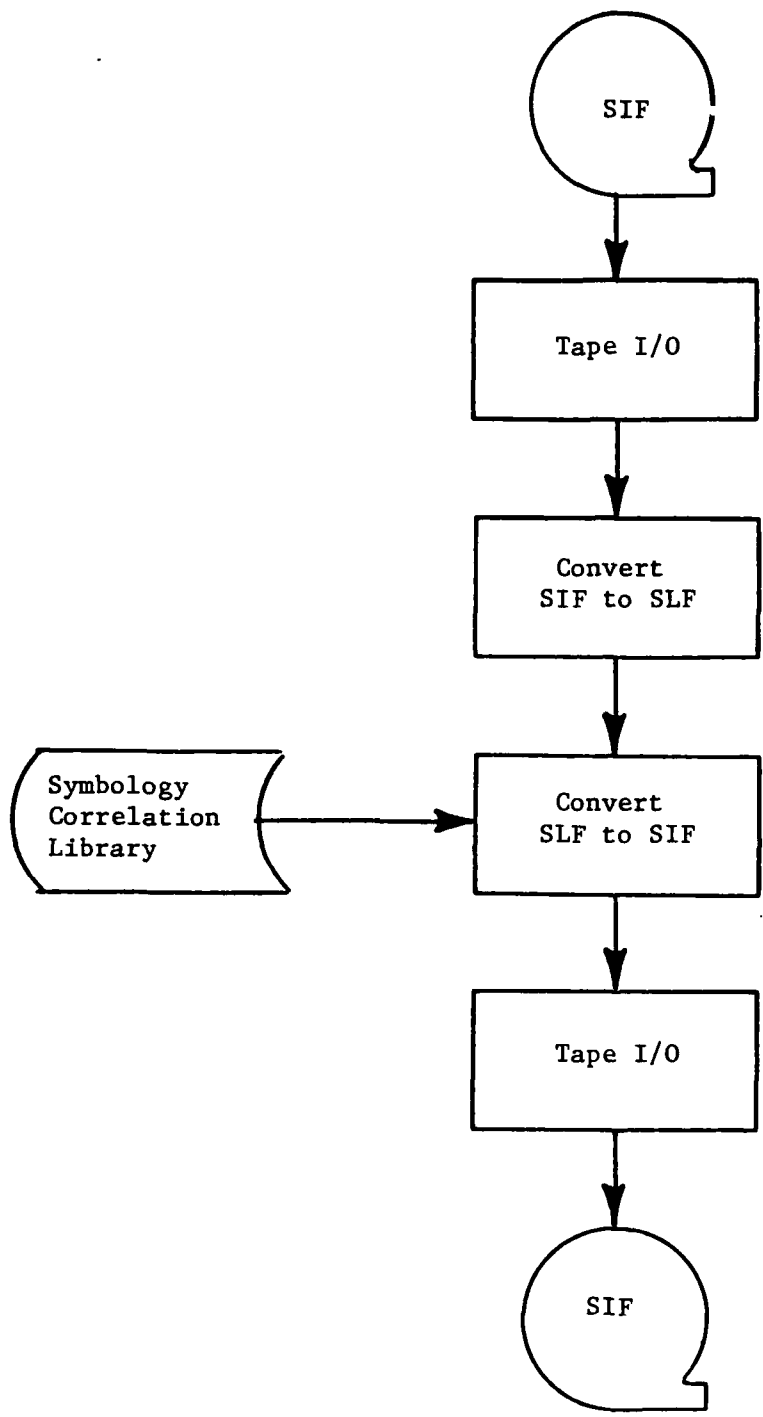 SIF
Tape I/O
Convert
SIF to SLF
Symbology
Correlation
Library
Convert
SLF to SIF
Tape I/O
SIF